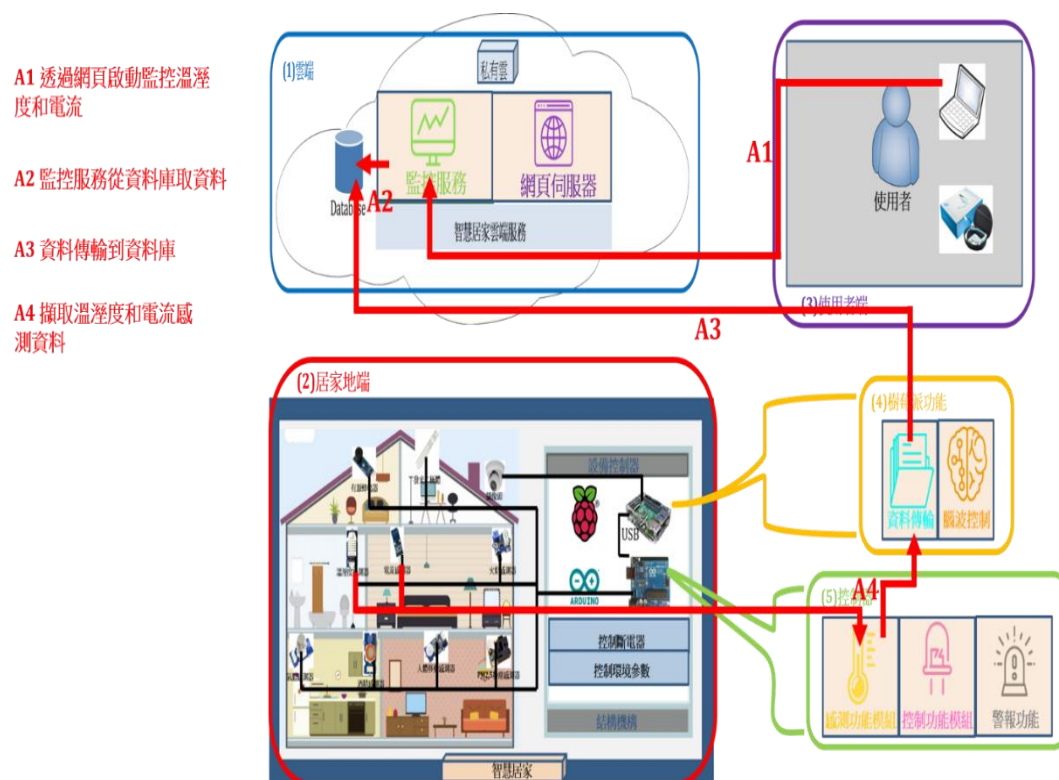 A1 透過網頁啟動監控溫溼
度和電流
A2 監控服務從資料庫取資料
A3 資料傳輸到資料庫
A4 擷取溫溼度和電流感
測資料
(1)雲端
私有雲
監控服務
網頁伺服器
Database
A2
智慧居家雲端服務
A1
使用者
(3)使用者端
A3
(2)居家地端
設備控制器
USB
ARDUINO
控制斷電器
控制環境參數
結構機構
智慧居家
(4)樹莓派功能
資料傳輸
腦波控制
A4
(5)控制器
感測功能模組
控制功能模組
警報功能